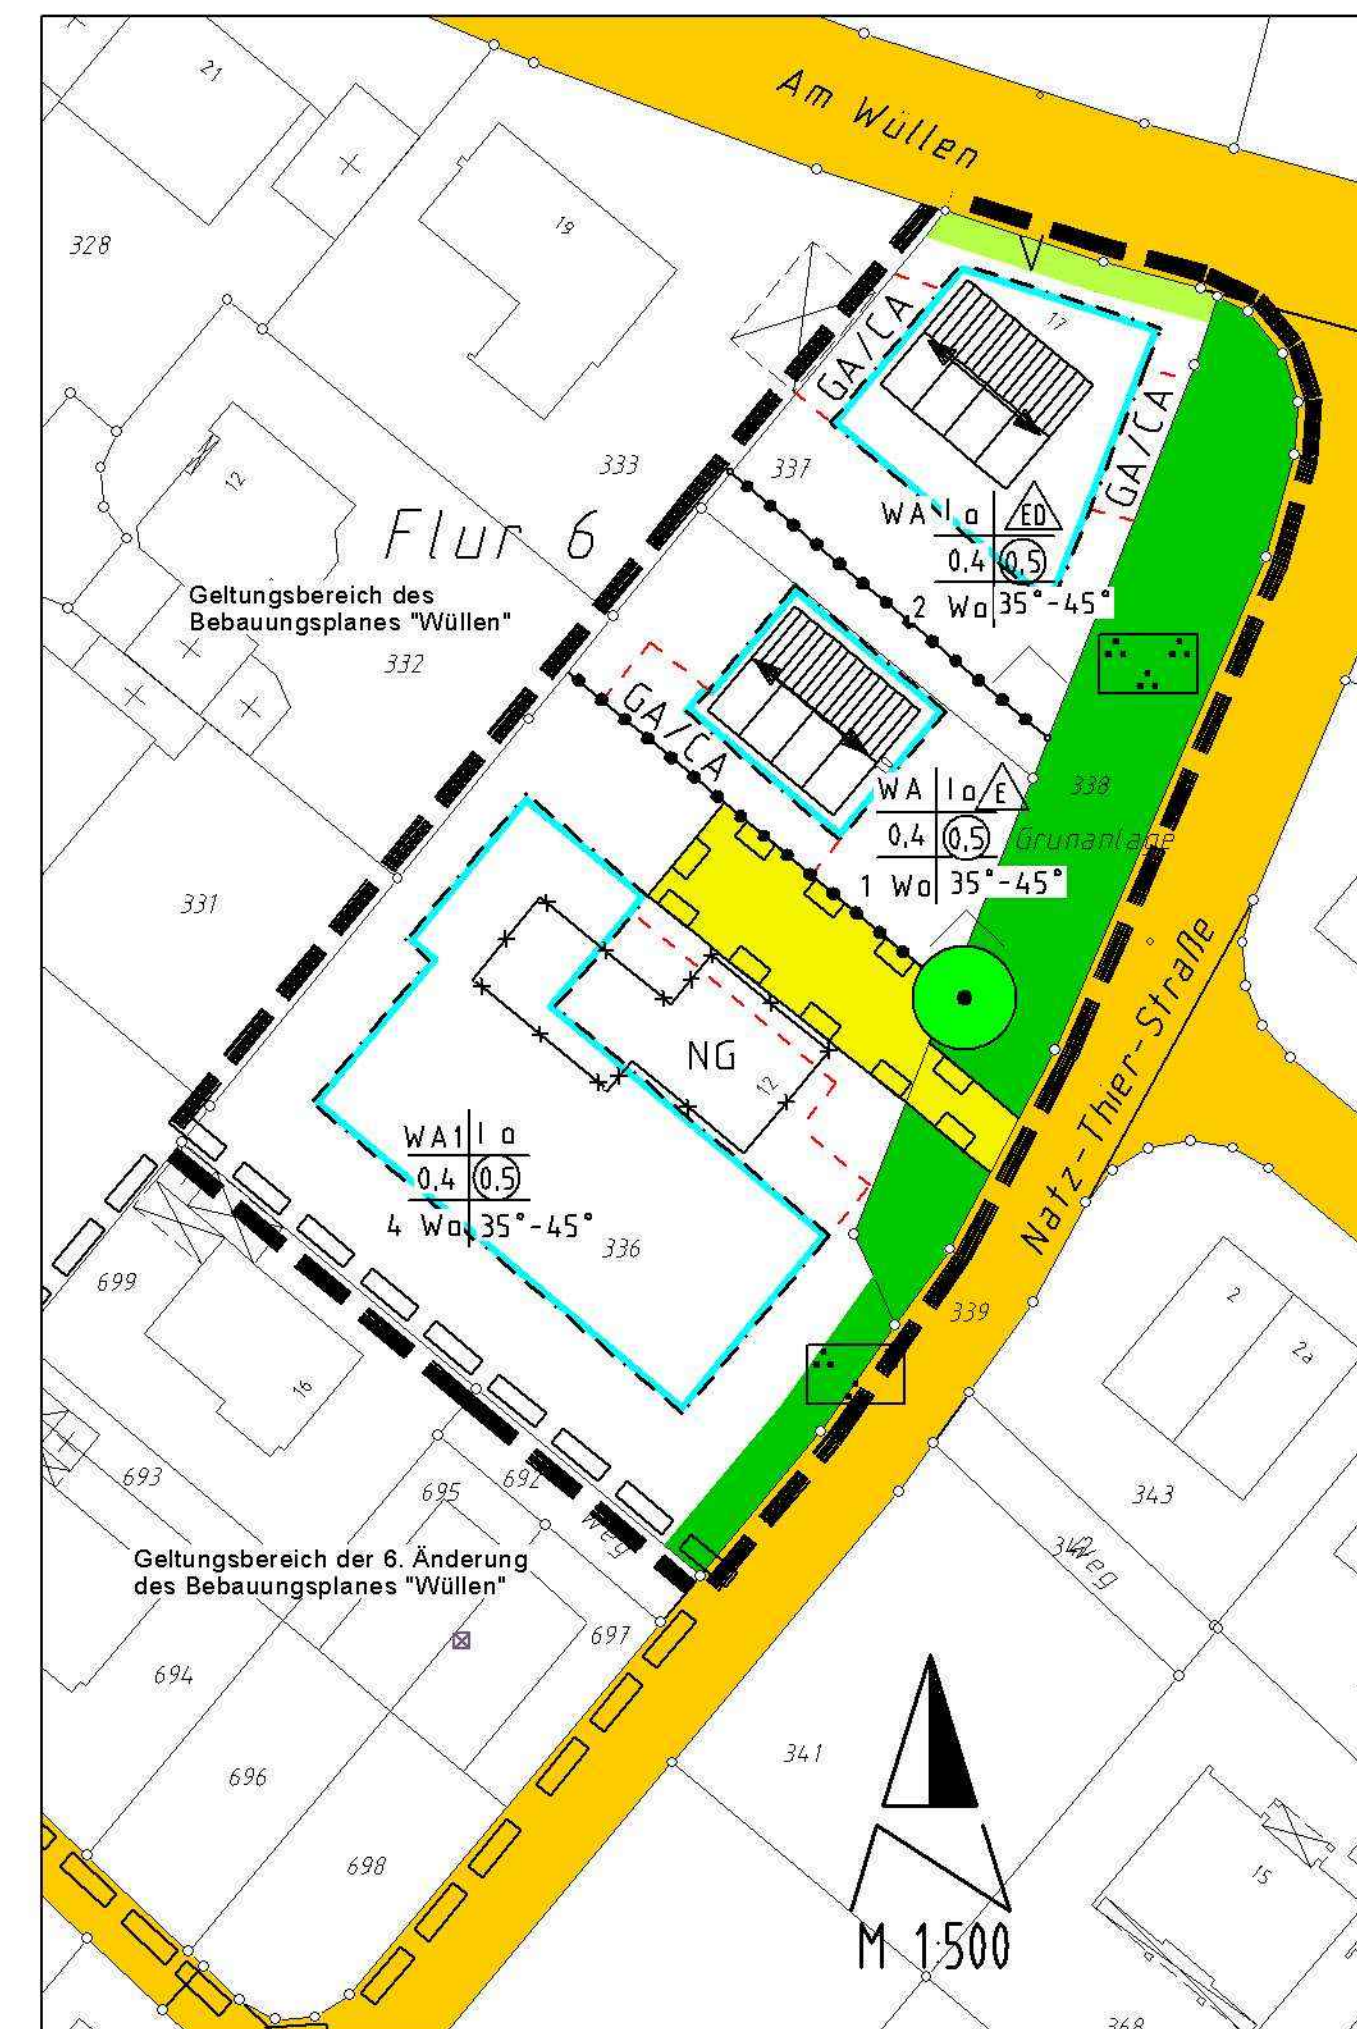 21
Am Wüllen
19
328
17
GA/CA
GA/CA
12
333
337
Flur 6
WA I a ED
0.4 0.5
2 Wo 35°-45°
Geltungsbereich des
Bebauungsplanes "Wüllen"
332
GA/CA
338
WA I a E
0.4 0.5
Grünanlage
1 Wo 35°-45°
331
Natz-Thier-Straße
NG
12
WA1 I a
0.4 0.5
4 Wo 35°-45°
336
699
339
2
2a
16
693
695
692
Weg
343
342
Weg
Geltungsbereich der 6. Änderung
des Bebauungsplanes "Wüllen"
697
694
341
696
698
15
M 1:500
368